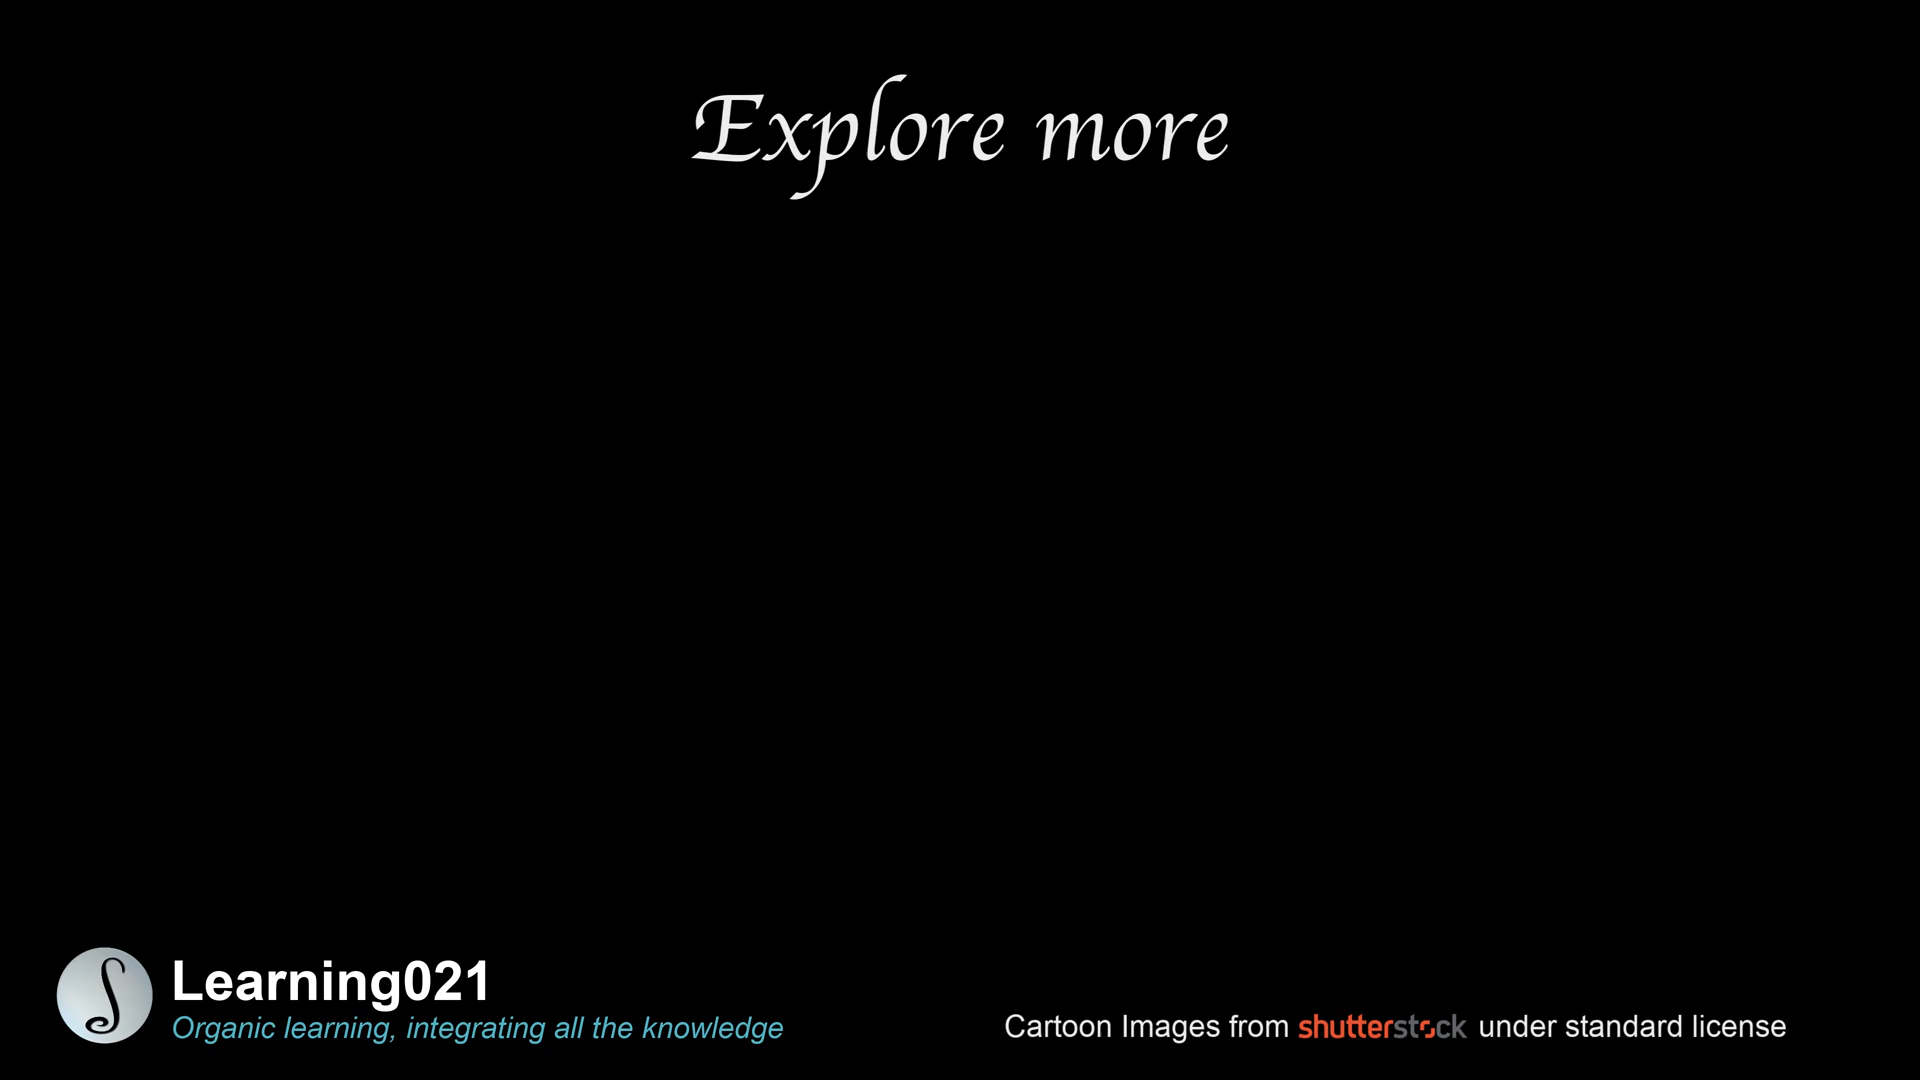 Explore more
Learning021
Organic learning, integrating all the knowledge
Cartoon Images from shutterstock under standard license